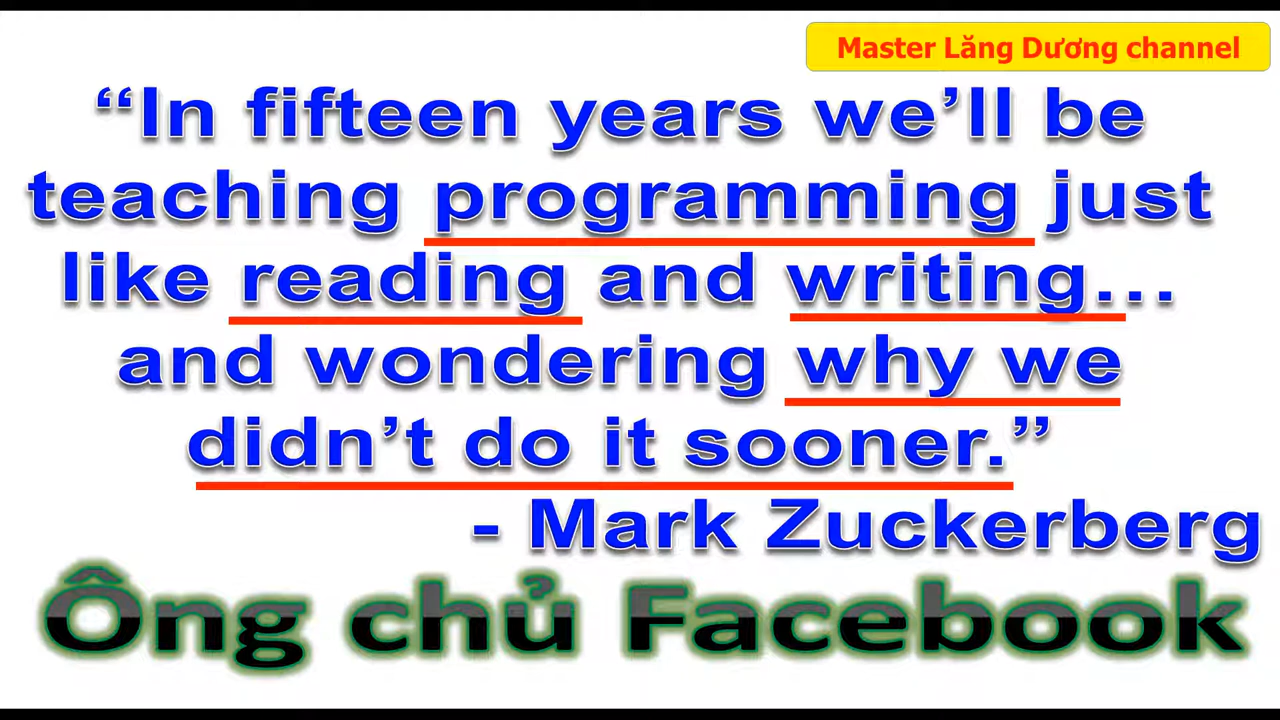 Master Lăng Dương channel
“In fifteen years we’ll be
teaching programming just
like reading and writing...
and wondering why we
didn’t do it sooner.”
- Mark Zuckerberg
Ông chủ Facebook